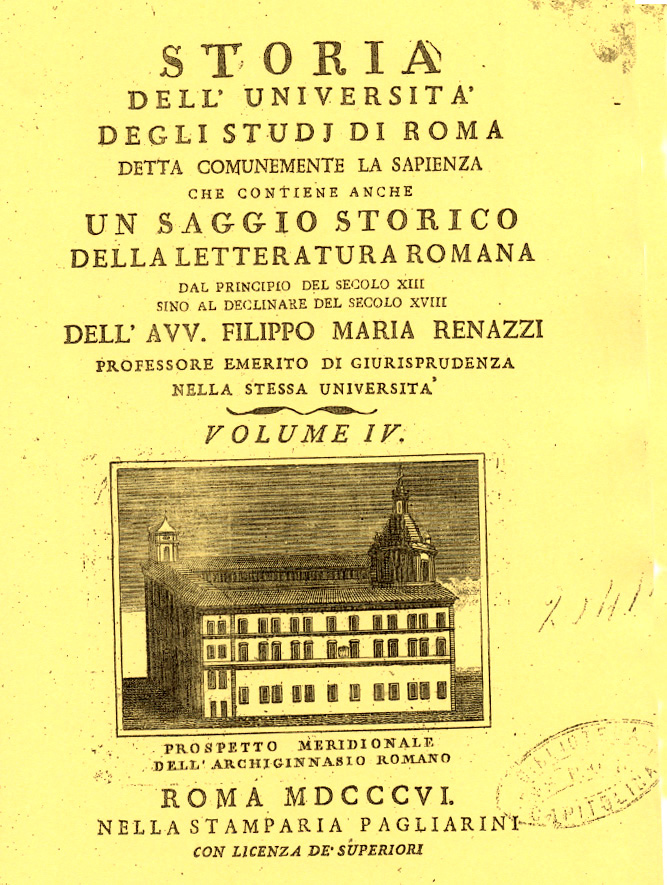 STORIA
DELL' UNIVERSITA'
DEGLI STUDJ DI ROMA
DETTA COMUNEMENTE LA SAPIENZA
CHE CONTIENE ANCHE
UN SAGGIO STORICO
DELLA LETTERATURA ROMANA
DAL PRINCIPIO DEL SECOLO XIII
SINO AL DECLINARE DEL SECOLO XVIII
DELL' AVV. FILIPPO MARIA RENAZZI
PROFESSORE EMERITO DI GIURISPRUDENZA
NELLA STESSA UNIVERSITA'
VOLUME IV.
PROSPETTO MERIDIONALE
DELL' ARCHIGINNASIO ROMANO
ROMA MDCCCVI.
NELLA STAMPARIA PAGLIARINI
CON LICENZA DE' SUPERIORI